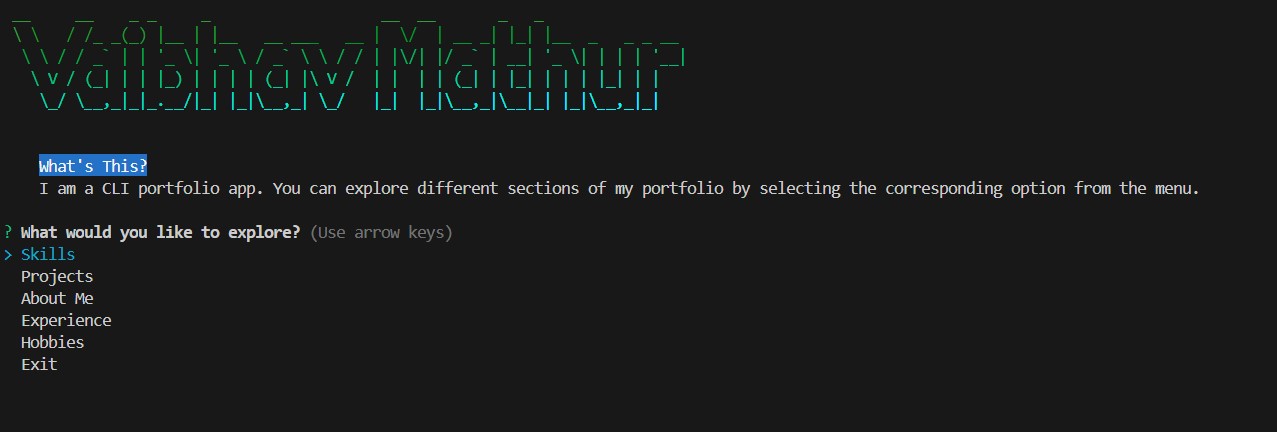 Vaibhav Mathur
What's This?
I am a CLI portfolio app. You can explore different sections of my portfolio by selecting the corresponding option from the menu.
? What would you like to explore? (Use arrow keys)
> Skills
Projects
About Me
Experience
Hobbies
Exit